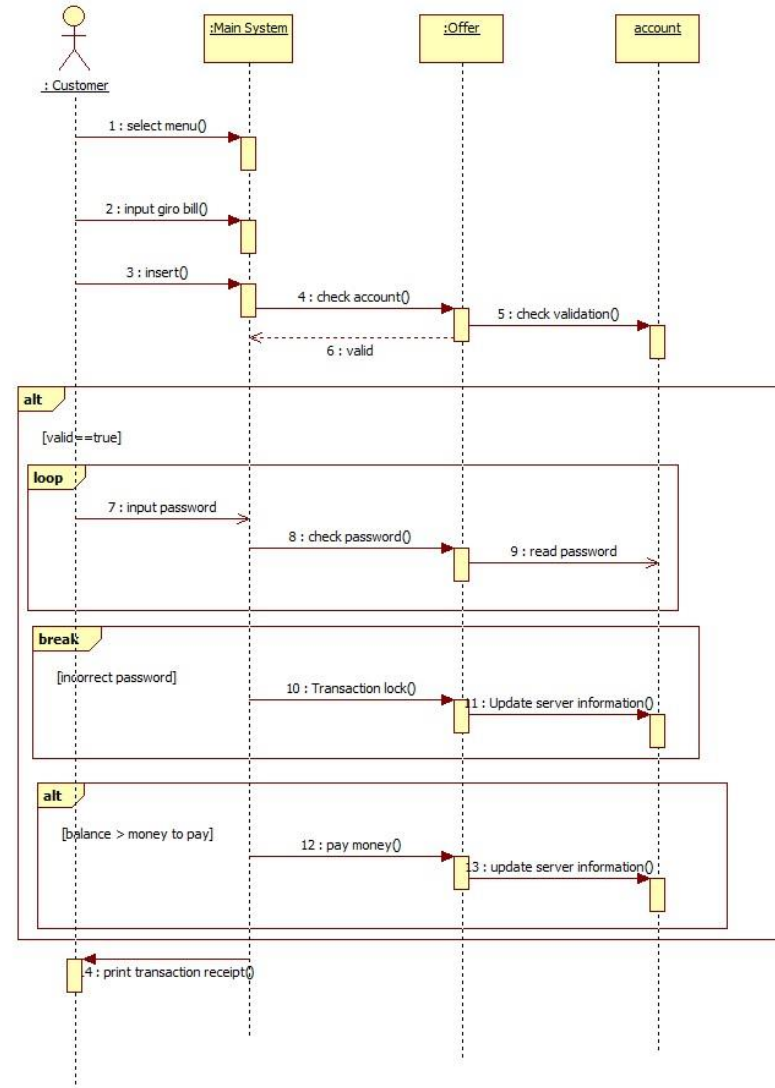 :Main System
:Offer
account
: Customer
1 : select menu()
2 : input giro bill()
3 : insert()
4 : check account()
5 : check validation()
6 : valid
alt
[valid==true]
loop
7 : input password
8 : check password()
9 : read password
break
[incorrect password]
10 : Transaction lock()
11 : Update server information()
alt
[balance > money to pay]
12 : pay money()
13 : update server information()
4 : print transaction receipt()